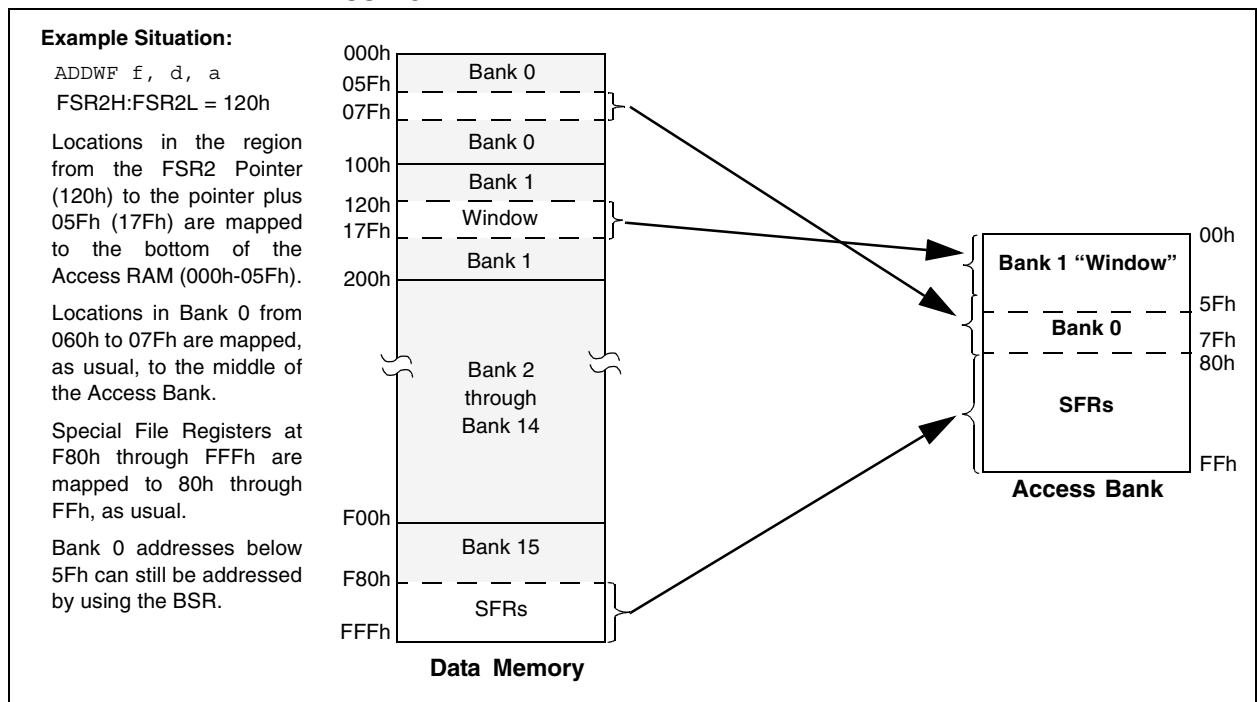 Example Situation:
ADDWF f, d, a
FSR2H:FSR2L = 120h
Locations in the region
from the FSR2 Pointer
(120h) to the pointer plus
05Fh (17Fh) are mapped
to the bottom of the
Access RAM (000h-05Fh).
Locations in Bank 0 from
060h to 07Fh are mapped,
as usual, to the middle of
the Access Bank.
Special File Registers at
F80h through FFFh are
mapped to 80h through
FFh, as usual.
Bank 0 addresses below
5Fh can still be addressed
by using the BSR.
000h
05Fh
07Fh
100h
120h
17Fh
200h
F00h
F80h
FFFh
Bank 0
Bank 0
Bank 1
Window
Bank 1
Bank 2
through
Bank 14
Bank 15
SFRs
Data Memory
Bank 1 "Window"
Bank 0
SFRs
00h
5Fh
7Fh
80h
FFh
Access Bank